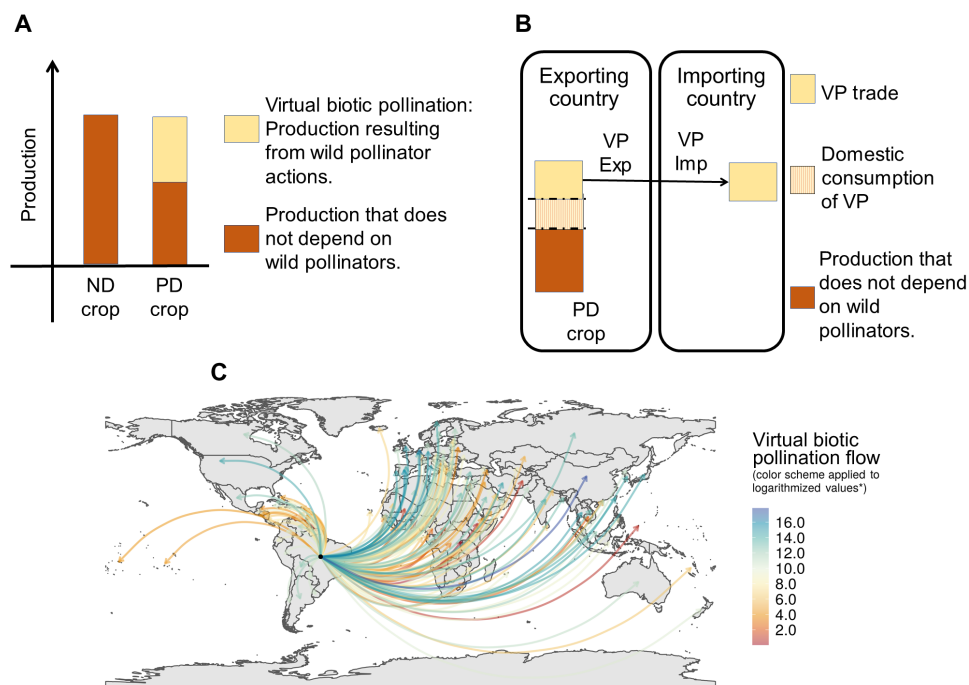 A
Production
ND
crop
PD
crop
Virtual biotic pollination:
Production resulting
from wild pollinator
actions.
Production that does
not depend on
wild pollinators.
B
Exporting
country
Importing
country
VP
Exp
VP
Imp
PD
crop
VP trade
Domestic
consumption
of VP
Production that
does not depend
on wild
pollinators.
C
Virtual biotic
pollination flow
(color scheme applied to
logarithmized values*)
16.0
14.0
10.0
8.0
6.0
4.0
2.0